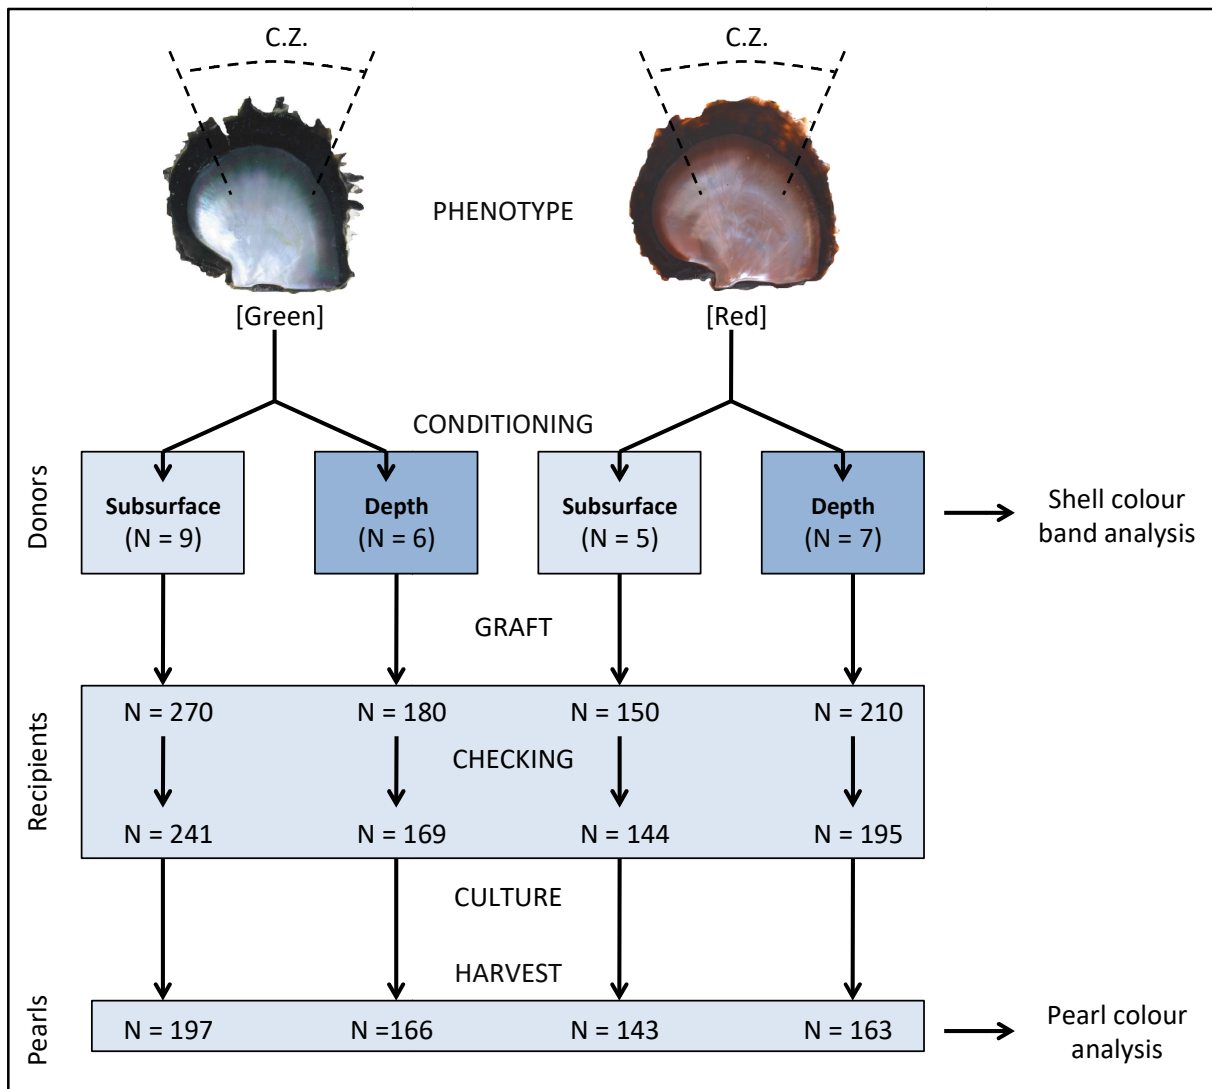 C.Z.
C.Z.
PHENOTYPE
[Green]
[Red]
CONDITIONING
Donors
Subsurface
(N = 9)
Depth
(N = 6)
Subsurface
(N = 5)
Depth
(N = 7)
Shell colour
band analysis
GRAFT
Recipients
N = 270
N = 180
N = 150
N = 210
CHECKING
N = 241
N = 169
N = 144
N = 195
CULTURE
HARVEST
Pearls
N = 197
N =166
N = 143
N = 163
Pearl colour
analysis